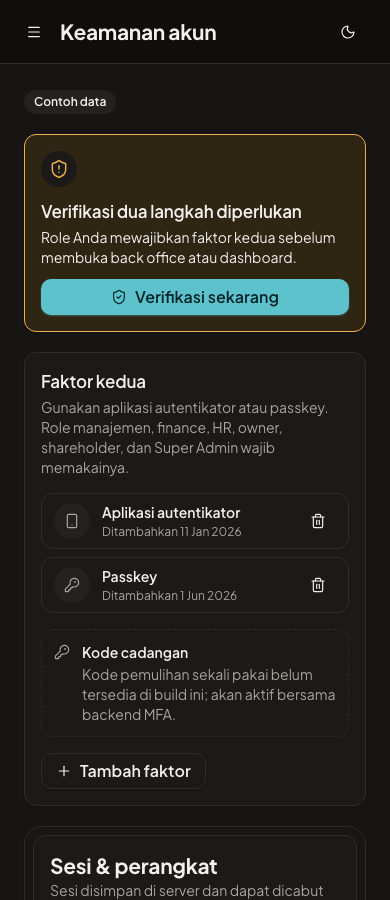 Keamanan akun
Contoh data
Verifikasi dua langkah diperlukan
Role Anda mewajibkan faktor kedua sebelum
membuka back office atau dashboard.
Verifikasi sekarang
Faktor kedua
Gunakan aplikasi autentikator atau passkey.
Role manajemen, finance, HR, owner,
shareholder, dan Super Admin wajib
memakainya.
Aplikasi autentikator
Ditambahkan 11 Jan 2026
Passkey
Ditambahkan 1 Jun 2026
Kode cadangan
Kode pemulihan sekali pakai belum
tersedia di build ini; akan aktif bersama
backend MFA.
Tambah faktor
Sesi & perangkat
Sesi disimpan di server dan dapat dicabut